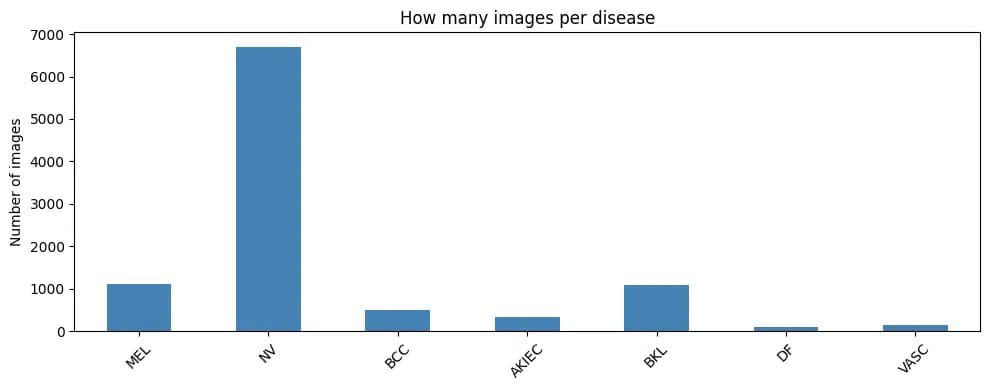 How many images per disease
Number of images
7000
6000
5000
4000
3000
2000
1000
0
MEL
NV
BCC
AKIEC
BKL
DF
VASC